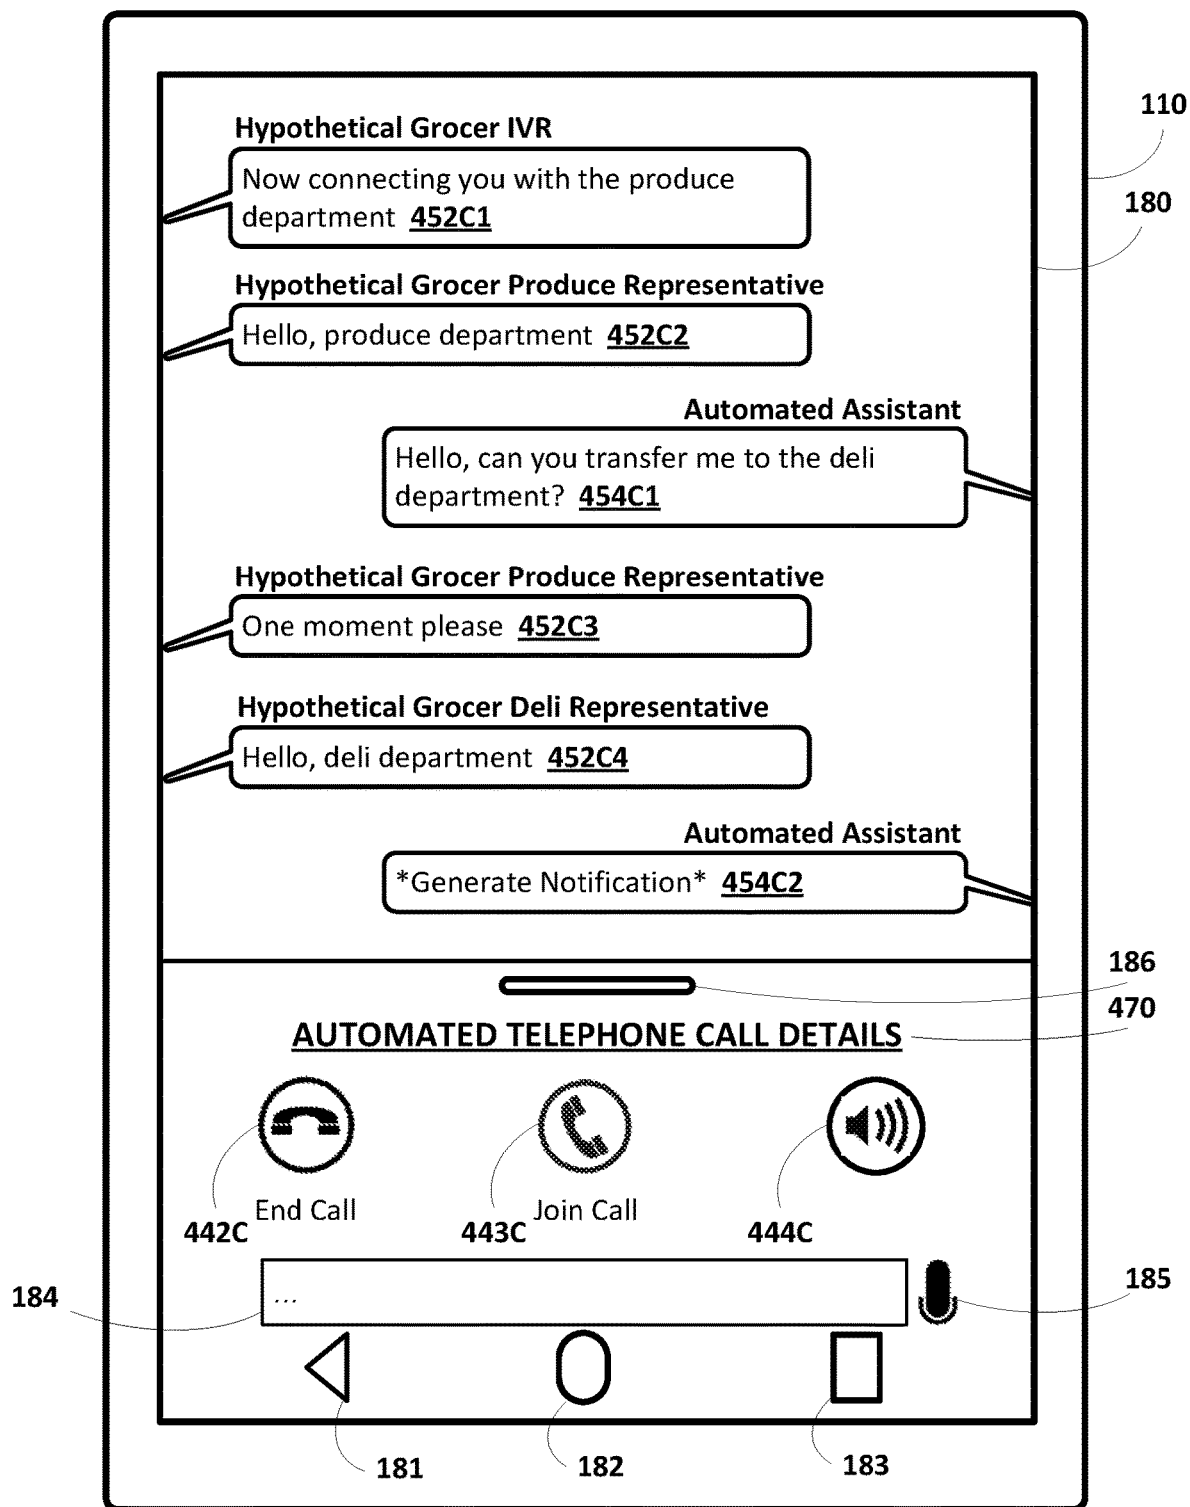 110
180
Hypothetical Grocer IVR
Now connecting you with the produce
department 452C1
Hypothetical Grocer Produce Representative
Hello, produce department 452C2
Automated Assistant
Hello, can you transfer me to the deli
department? 454C1
Hypothetical Grocer Produce Representative
One moment please 452C3
Hypothetical Grocer Deli Representative
Hello, deli department 452C4
Automated Assistant
*Generate Notification* 454C2
186
470
AUTOMATED TELEPHONE CALL DETAILS
End Call
Join Call
442C
443C
444C
184
...
185
181
182
183